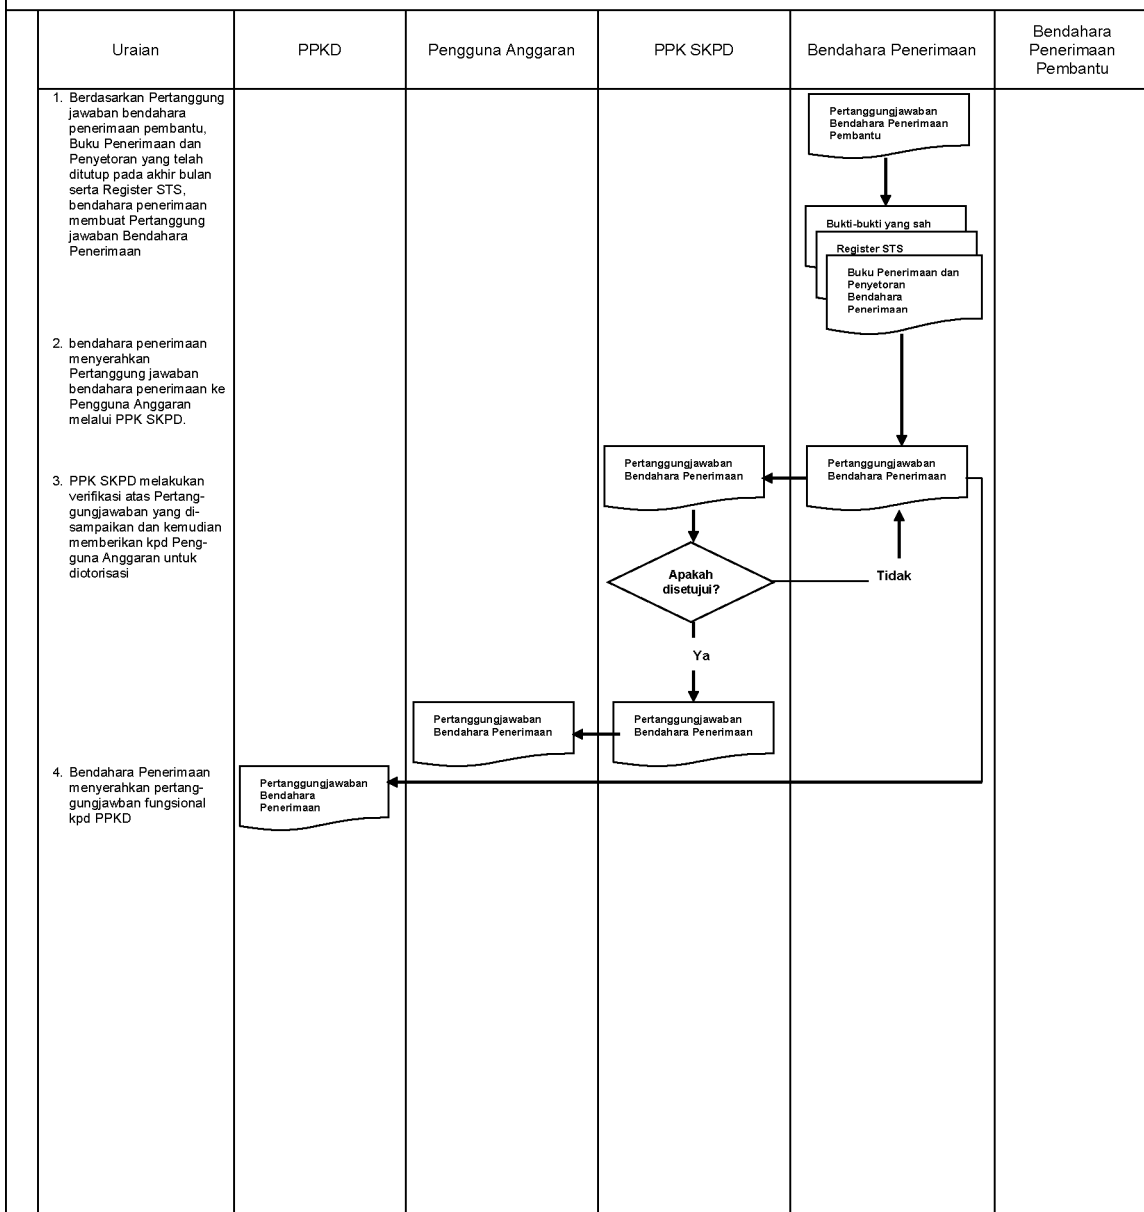 Uraian
PPKD
Pengguna Anggaran
PPK SKPD
Bendahara Penerimaan
Bendahara
Penerimaan
Pembantu
1. Berdasarkan Pertanggung
jawaban bendahara
penerimaan pembantu,
Buku Penerimaan dan
Penyetoran yang telah
ditutup pada akhir bulan
serta Register STS,
bendahara penerimaan
membuat Pertanggung
jawaban Bendahara
Penerimaan
Pertanggungjawaban
Bendahara Penerimaan
Pembantu
Bukti-bukti yang sah
Register STS
Buku Penerimaan dan
Penyetoran
Bendahara
Penerimaan
2. bendahara penerimaan
menyerahkan
Pertanggung jawaban
bendahara penerimaan ke
Pengguna Anggaran
melalui PPK SKPD.
Pertanggungjawaban
Bendahara Penerimaan
Pertanggungjawaban
Bendahara Penerimaan
3. PPK SKPD melakukan
verifikasi atas Pertang-
gungjawaban yang di-
sampaikan dan kemudian
memberikan kpd Peng-
guna Anggaran untuk
diotorisasi
Apakah
disetujui?
Tidak
Ya
Pertanggungjawaban
Bendahara Penerimaan
Pertanggungjawaban
Bendahara Penerimaan
4. Bendahara Penerimaan
menyerahkan pertang-
gungjawban fungsional
kpd PPKD
Pertanggungjawaban
Bendahara
Penerimaan